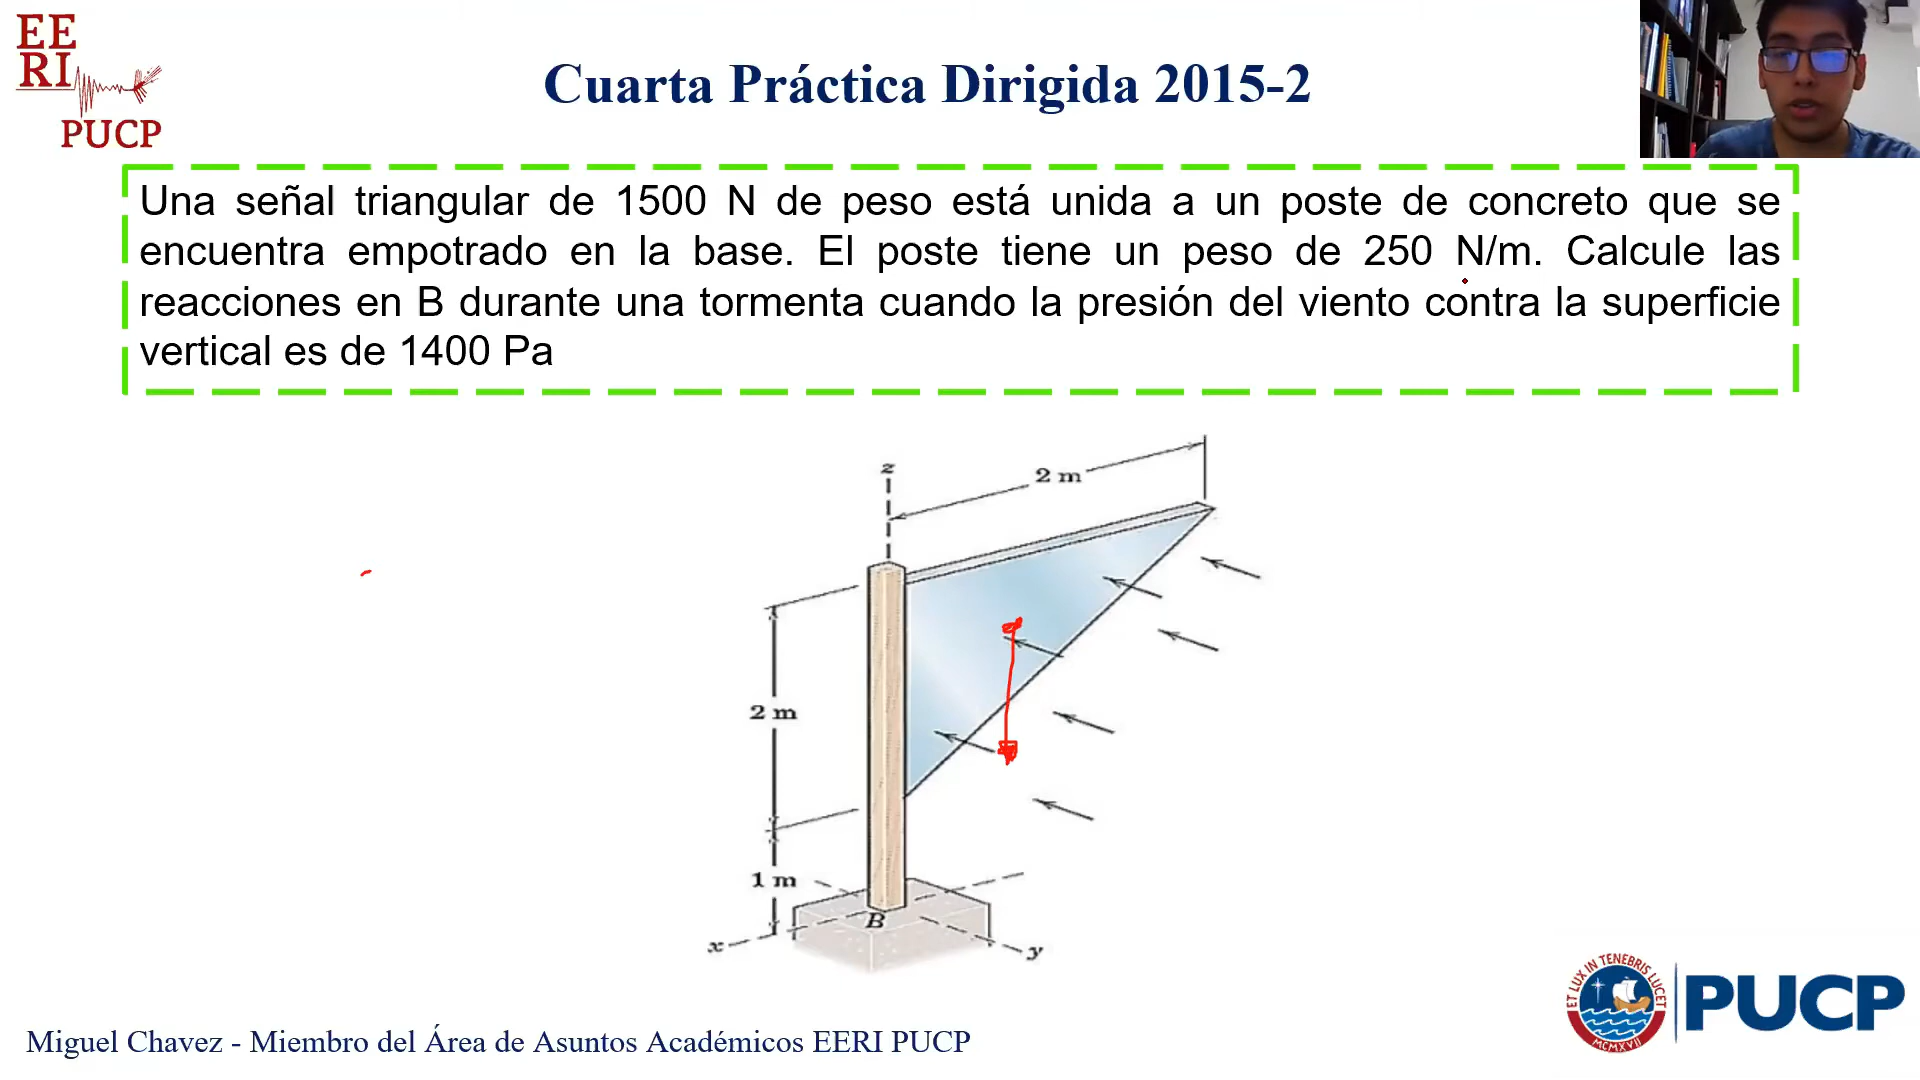 EE
RI
PUCP
Cuarta Práctica Dirigida 2015-2
Una señal triangular de 1500 N de peso está unida a un poste de concreto que se
encuentra empotrado en la base. El poste tiene un peso de 250 N/m. Calcule las
reacciones en B durante una tormenta cuando la presión del viento contra la superficie
vertical es de 1400 Pa
z
2 m
2 m
1 m
B
x
y
ET LUX IN TENEBRIS LUCET
MCMXVII
PUCP
Miguel Chavez - Miembro del Área de Asuntos Académicos EERI PUCP